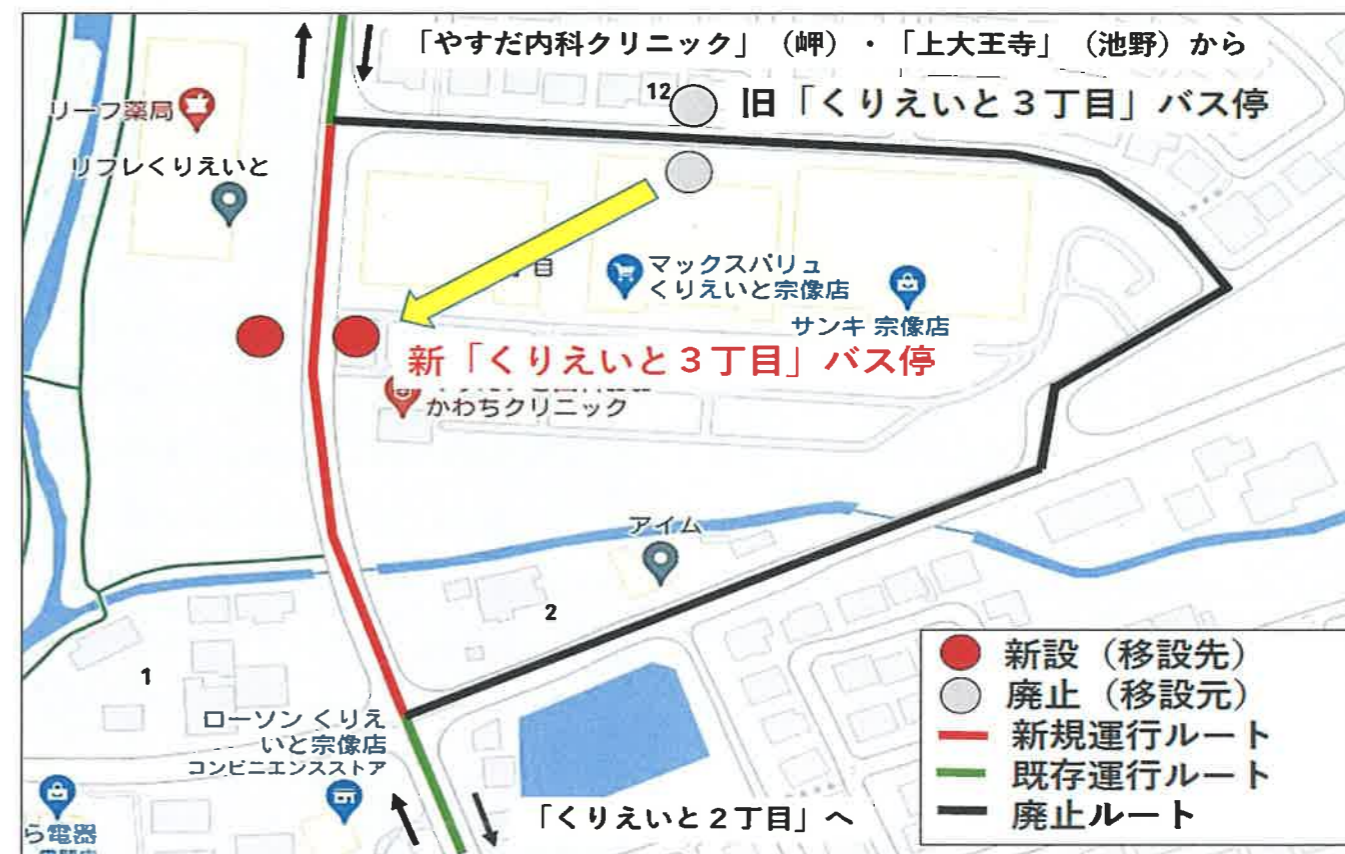 「やすだ内科クリニック」（岬）・「上大王寺」（池野）から
12
旧「くりえいと３丁目」バス停
リーフ薬局
リフレくりえいと
目
マックスバリュ
くりえいと宗像店
サンキ 宗像店
新「くりえいと３丁目」バス停
かわちクリニック
アイム
2
1
ローソン くりえ
いと宗像店
コンビニエンスストア
ら電器
「くりえいと２丁目」へ
新設（移設先）
廃止（移設元）
新規運行ルート
既存運行ルート
廃止ルート